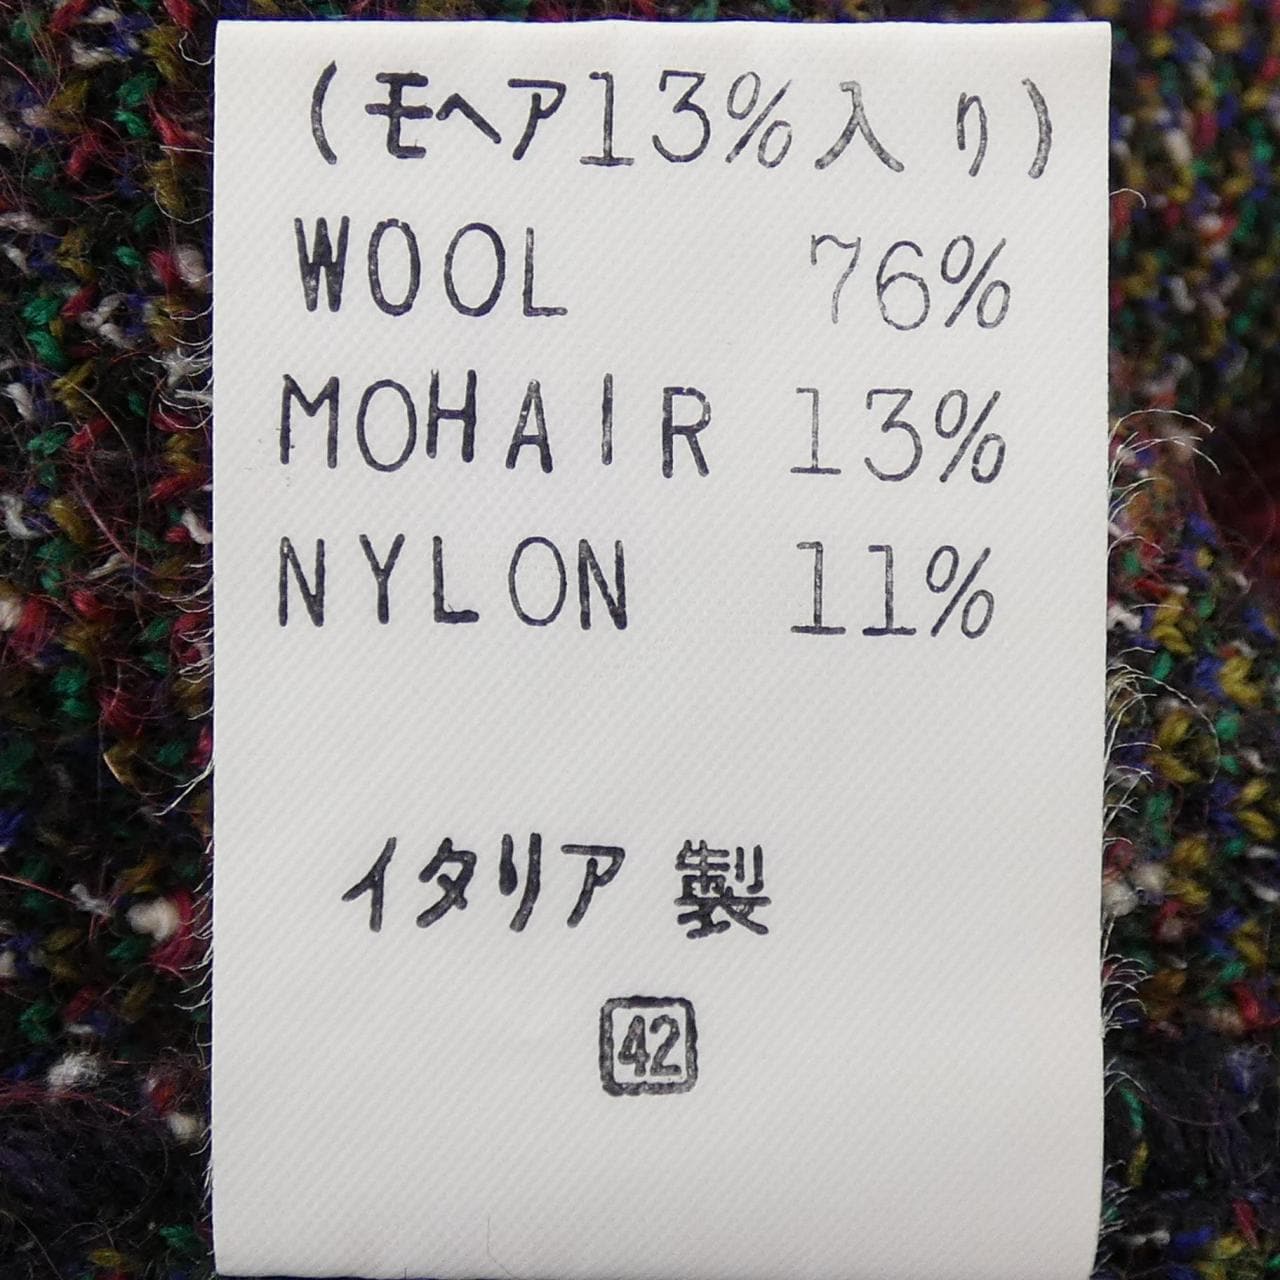 (モヘア13%入り)
WOOL 76%
MOHAIR 13%
NYLON 11%
イタリア製
42